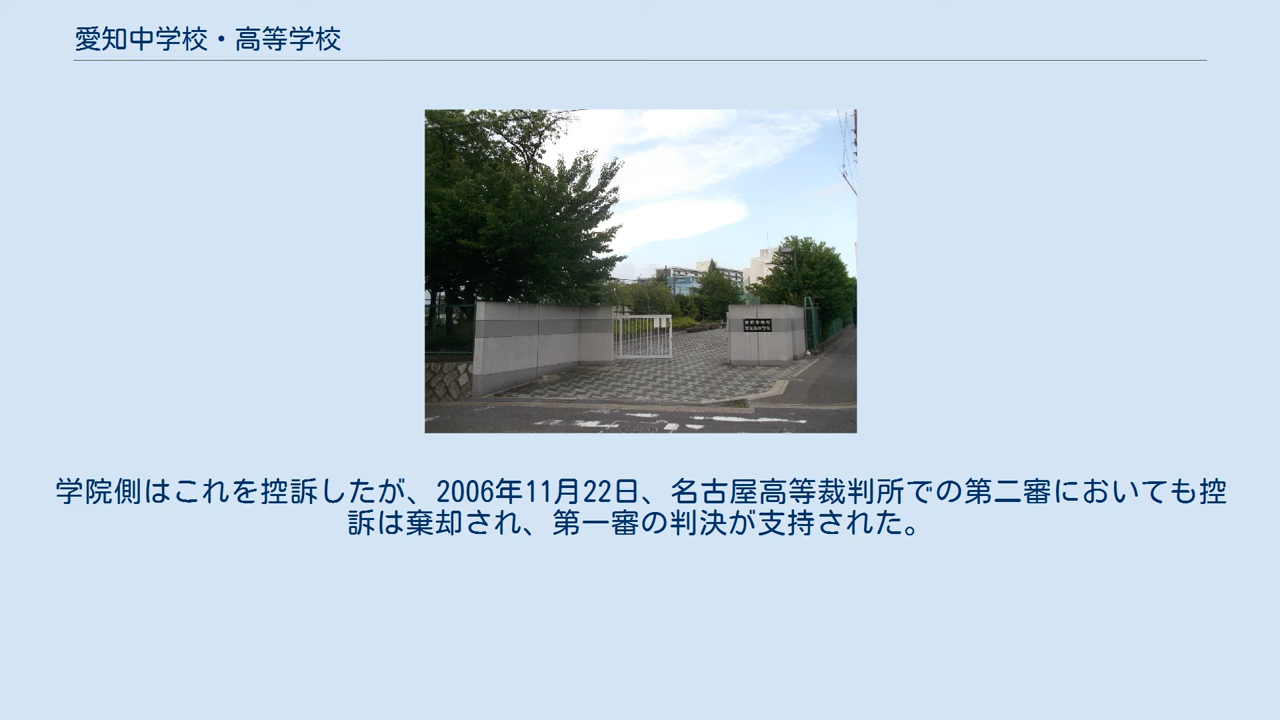 愛知中学校・高等学校
学院側はこれを控訴したが、2006年11月22日、名古屋高等裁判所での第二審においても控
訴は棄却され、第一審の判決が支持された。